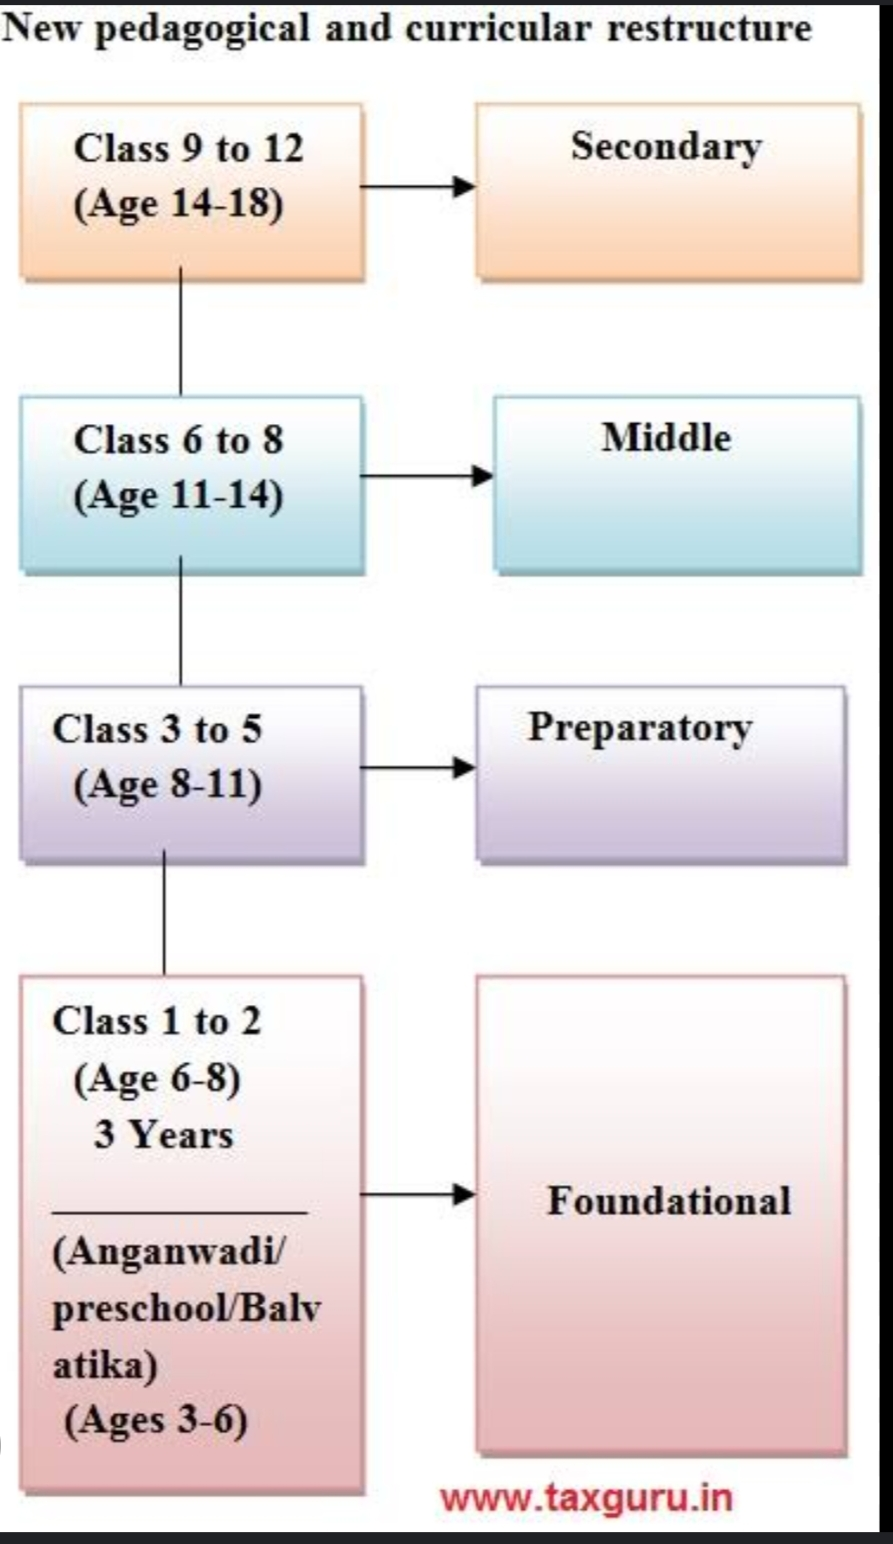 New pedagogical and curricular restructure
Class 9 to 12
(Age 14-18)
Secondary
Class 6 to 8
(Age 11-14)
Middle
Class 3 to 5
(Age 8-11)
Preparatory
Class 1 to 2
(Age 6-8)
3 Years
(Anganwadi/
preschool/Balv
atika)
(Ages 3-6)
Foundational
www.taxguru.in